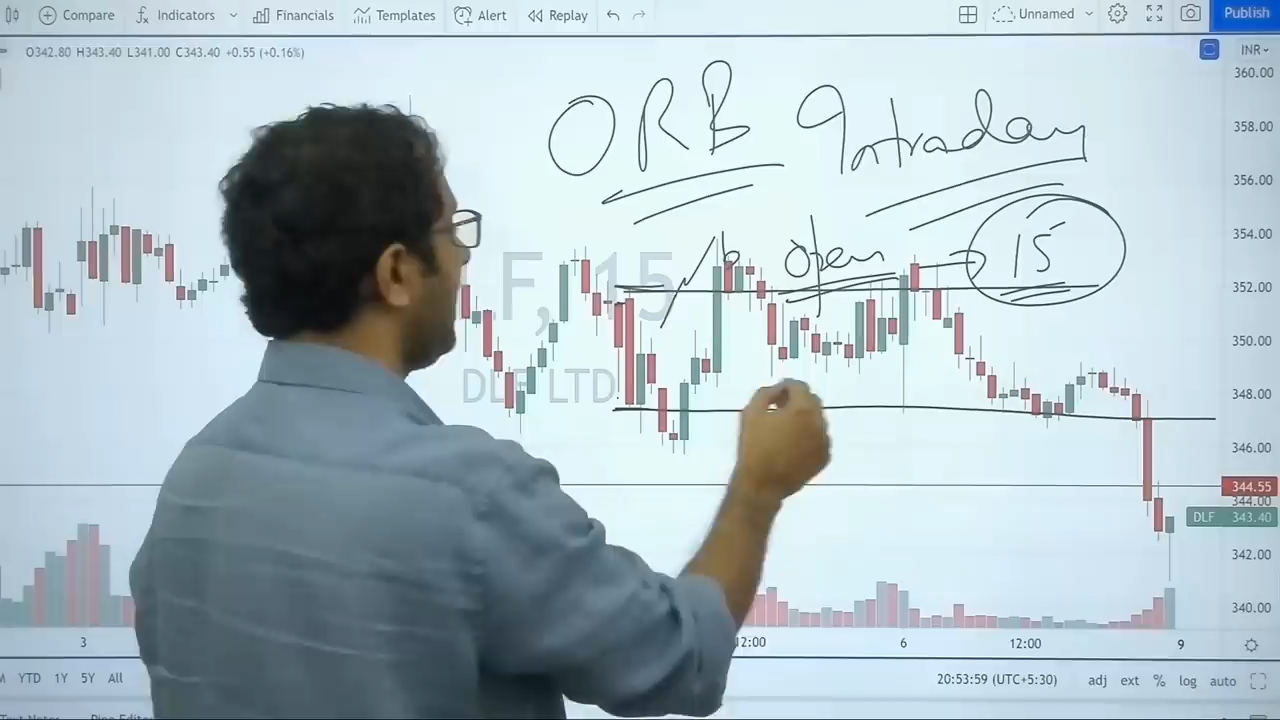 Compare Indicators Financials Templates Alert Replay Unnamed Publish
O342.80 H343.40 L341.00 C343.40 +0.55 (+0.16%)
INR
360.00
ORB Intraday
358.00
356.00
354.00
open 15
F, 15
352.00
350.00
DLF LTD
348.00
346.00
344.55
344.00
DLF 343.40
342.00
340.00
3 12:00 6 12:00 9
YTD 1Y 5Y All 20:53:59 (UTC+5:30) adj ext % log auto